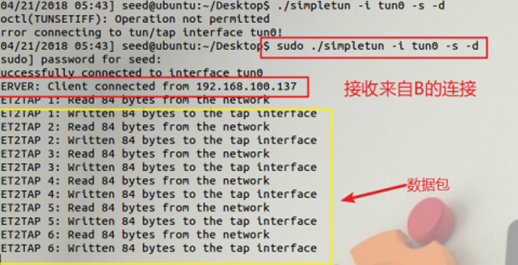 04/21/2018 05:43] seed@ubuntu:~/Desktop$ ./simpletun -i tun0 -s -d
octl(TUNSETIFF): Operation not permitted
rror connecting to tun/tap interface tun0!
04/21/2018 05:43] seed@ubuntu:~/Desktop$ sudo ./simpletun -i tun0 -s -d
sudo] password for seed:
uccessfully connected to interface tun0
ERVER: Client connected from 192.168.100.137
接收来自B的连接
ET2TAP 1: Read 84 bytes from the network
ET2TAP 1: Written 84 bytes to the tap interface
ET2TAP 2: Read 84 bytes from the network
ET2TAP 2: Written 84 bytes to the tap interface
ET2TAP 3: Read 84 bytes from the network
ET2TAP 3: Written 84 bytes to the tap interface
ET2TAP 4: Read 84 bytes from the network
ET2TAP 4: Written 84 bytes to the tap interface
数据包
ET2TAP 5: Read 84 bytes from the network
ET2TAP 5: Written 84 bytes to the tap interface
ET2TAP 6: Read 84 bytes from the network
ET2TAP 6: Written 84 bytes to the tap interface